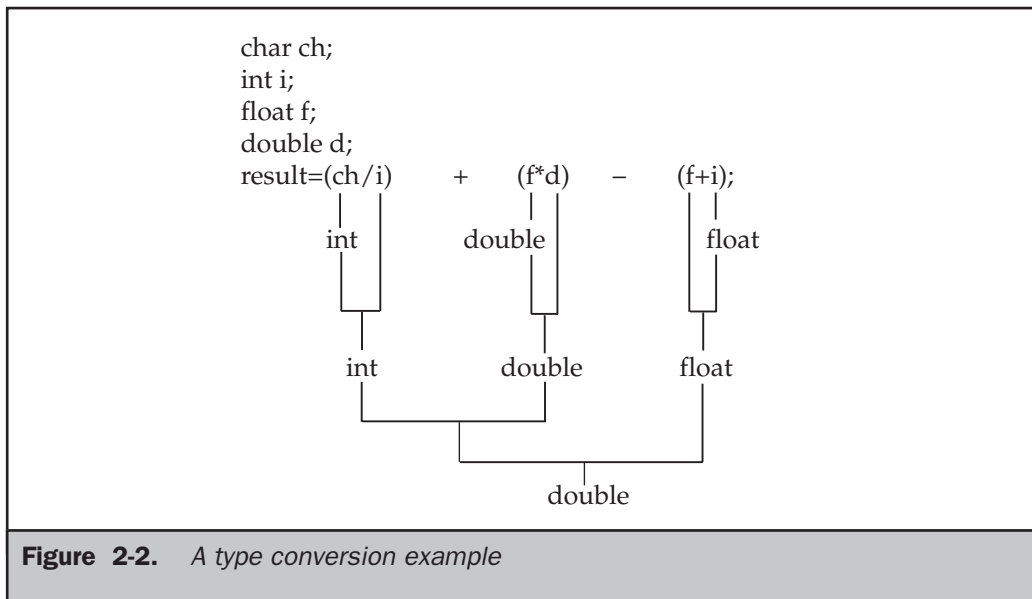 char ch;
int i;
float f;
double d;
result=(ch/i) + (f*d) – (f+i);
int double float
int double float
double
Figure 2-2. A type conversion example